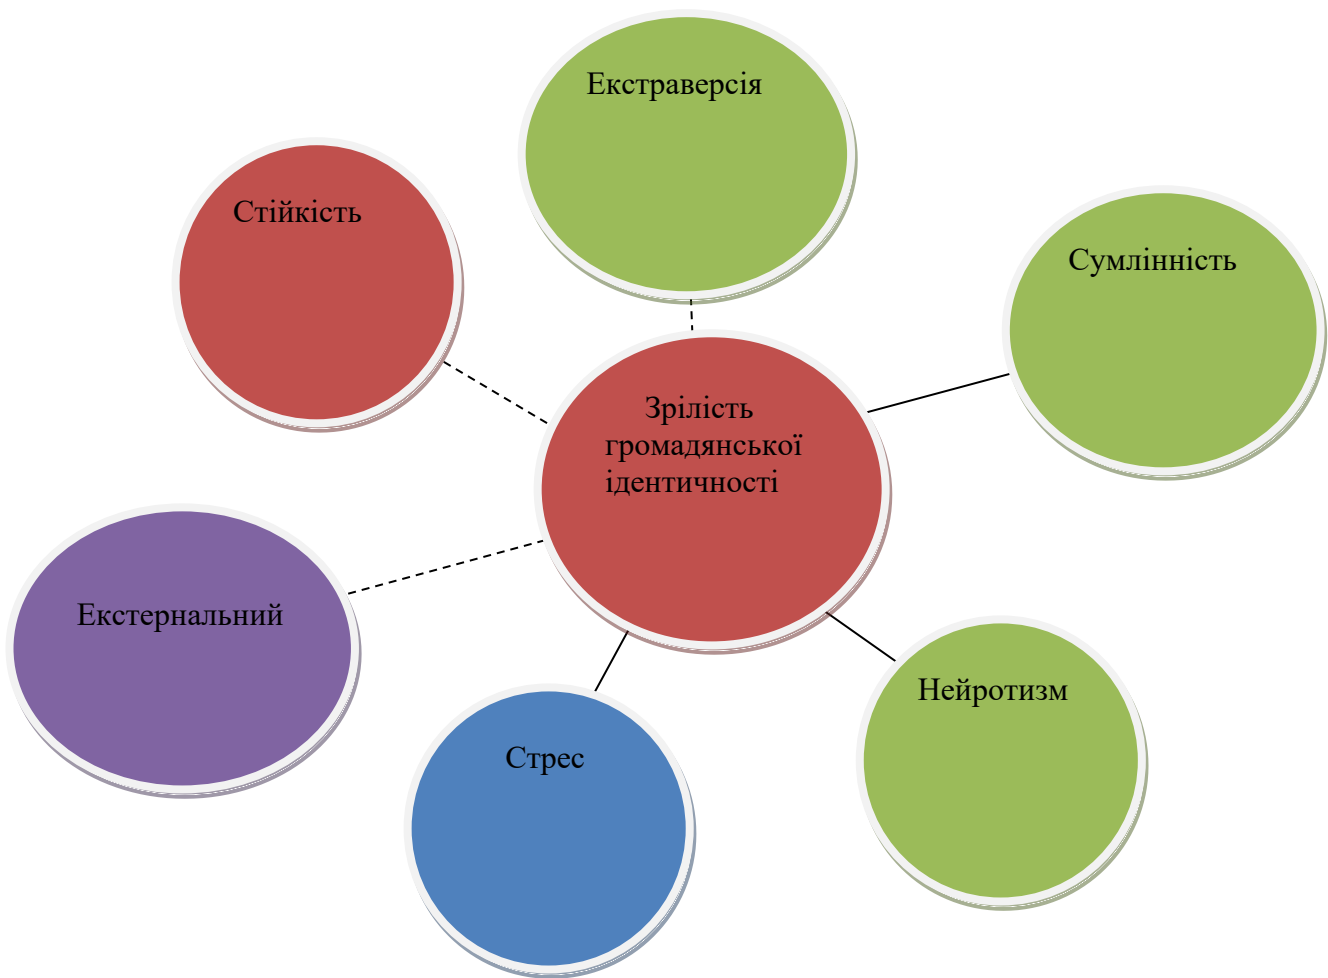 Екстраверсія
Стійкість
Сумлінність
Зрілість
громадянської
ідентичності
Екстернальний
Нейротизм
Стрес